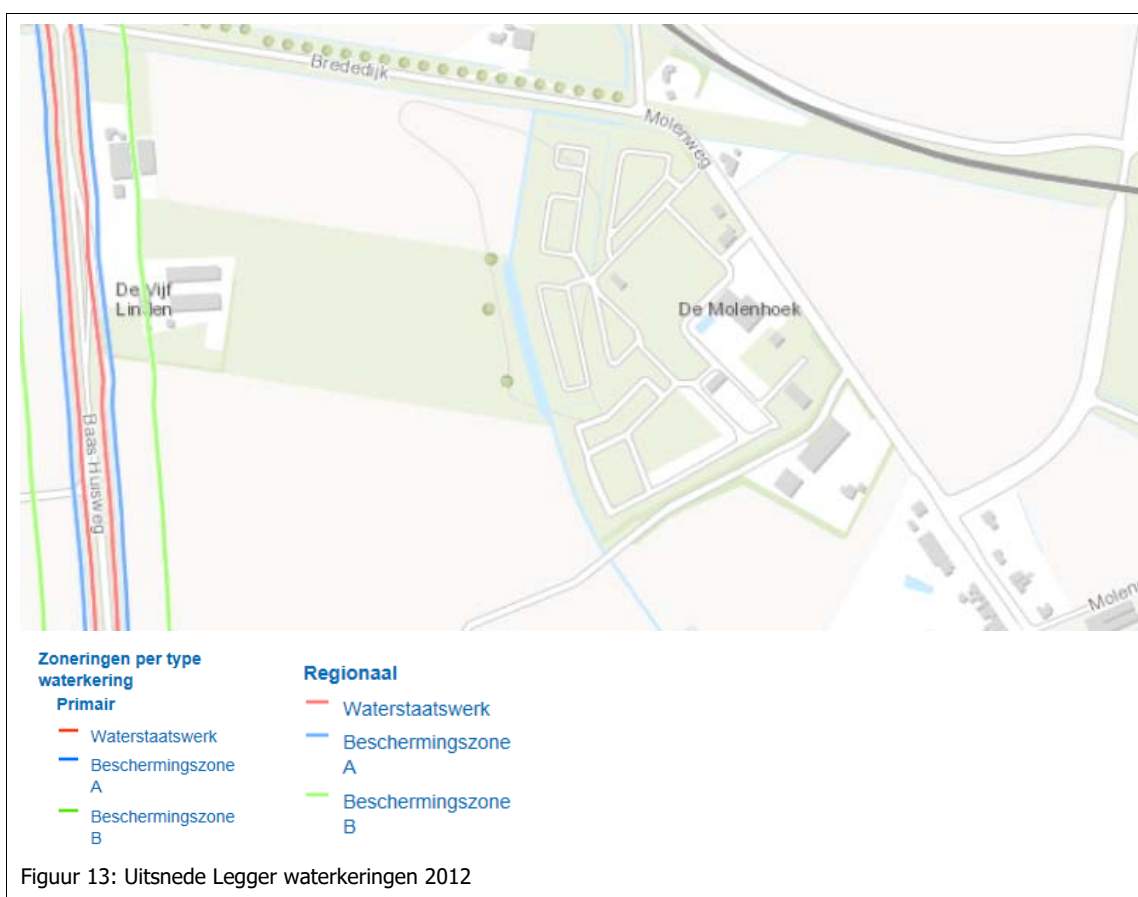 Brededijk
Molenweg
De Vijf
Linden
De Molenhoek
Baas Huisweg
Zoneringen per type
waterkering
Primair
Waterstaatswerk
Beschermingszone
A
Beschermingszone
B
Regionaal
Waterstaatswerk
Beschermingszone
A
Beschermingszone
B
Figuur 13: Uitsnede Legger waterkeringen 2012